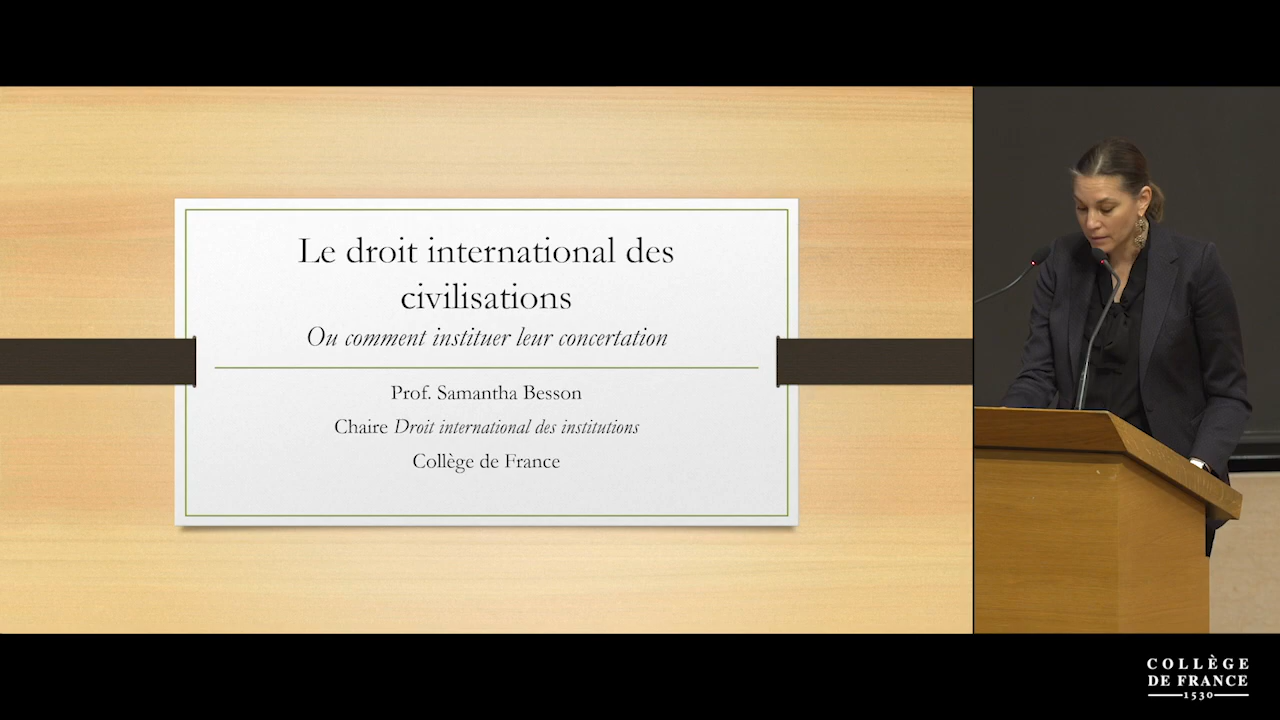 Le droit international des
civilisations
Ou comment instituer leur concertation
Prof. Samantha Besson
Chaire Droit international des institutions
Collège de France
COLLÈGE
DE FRANCE
1530